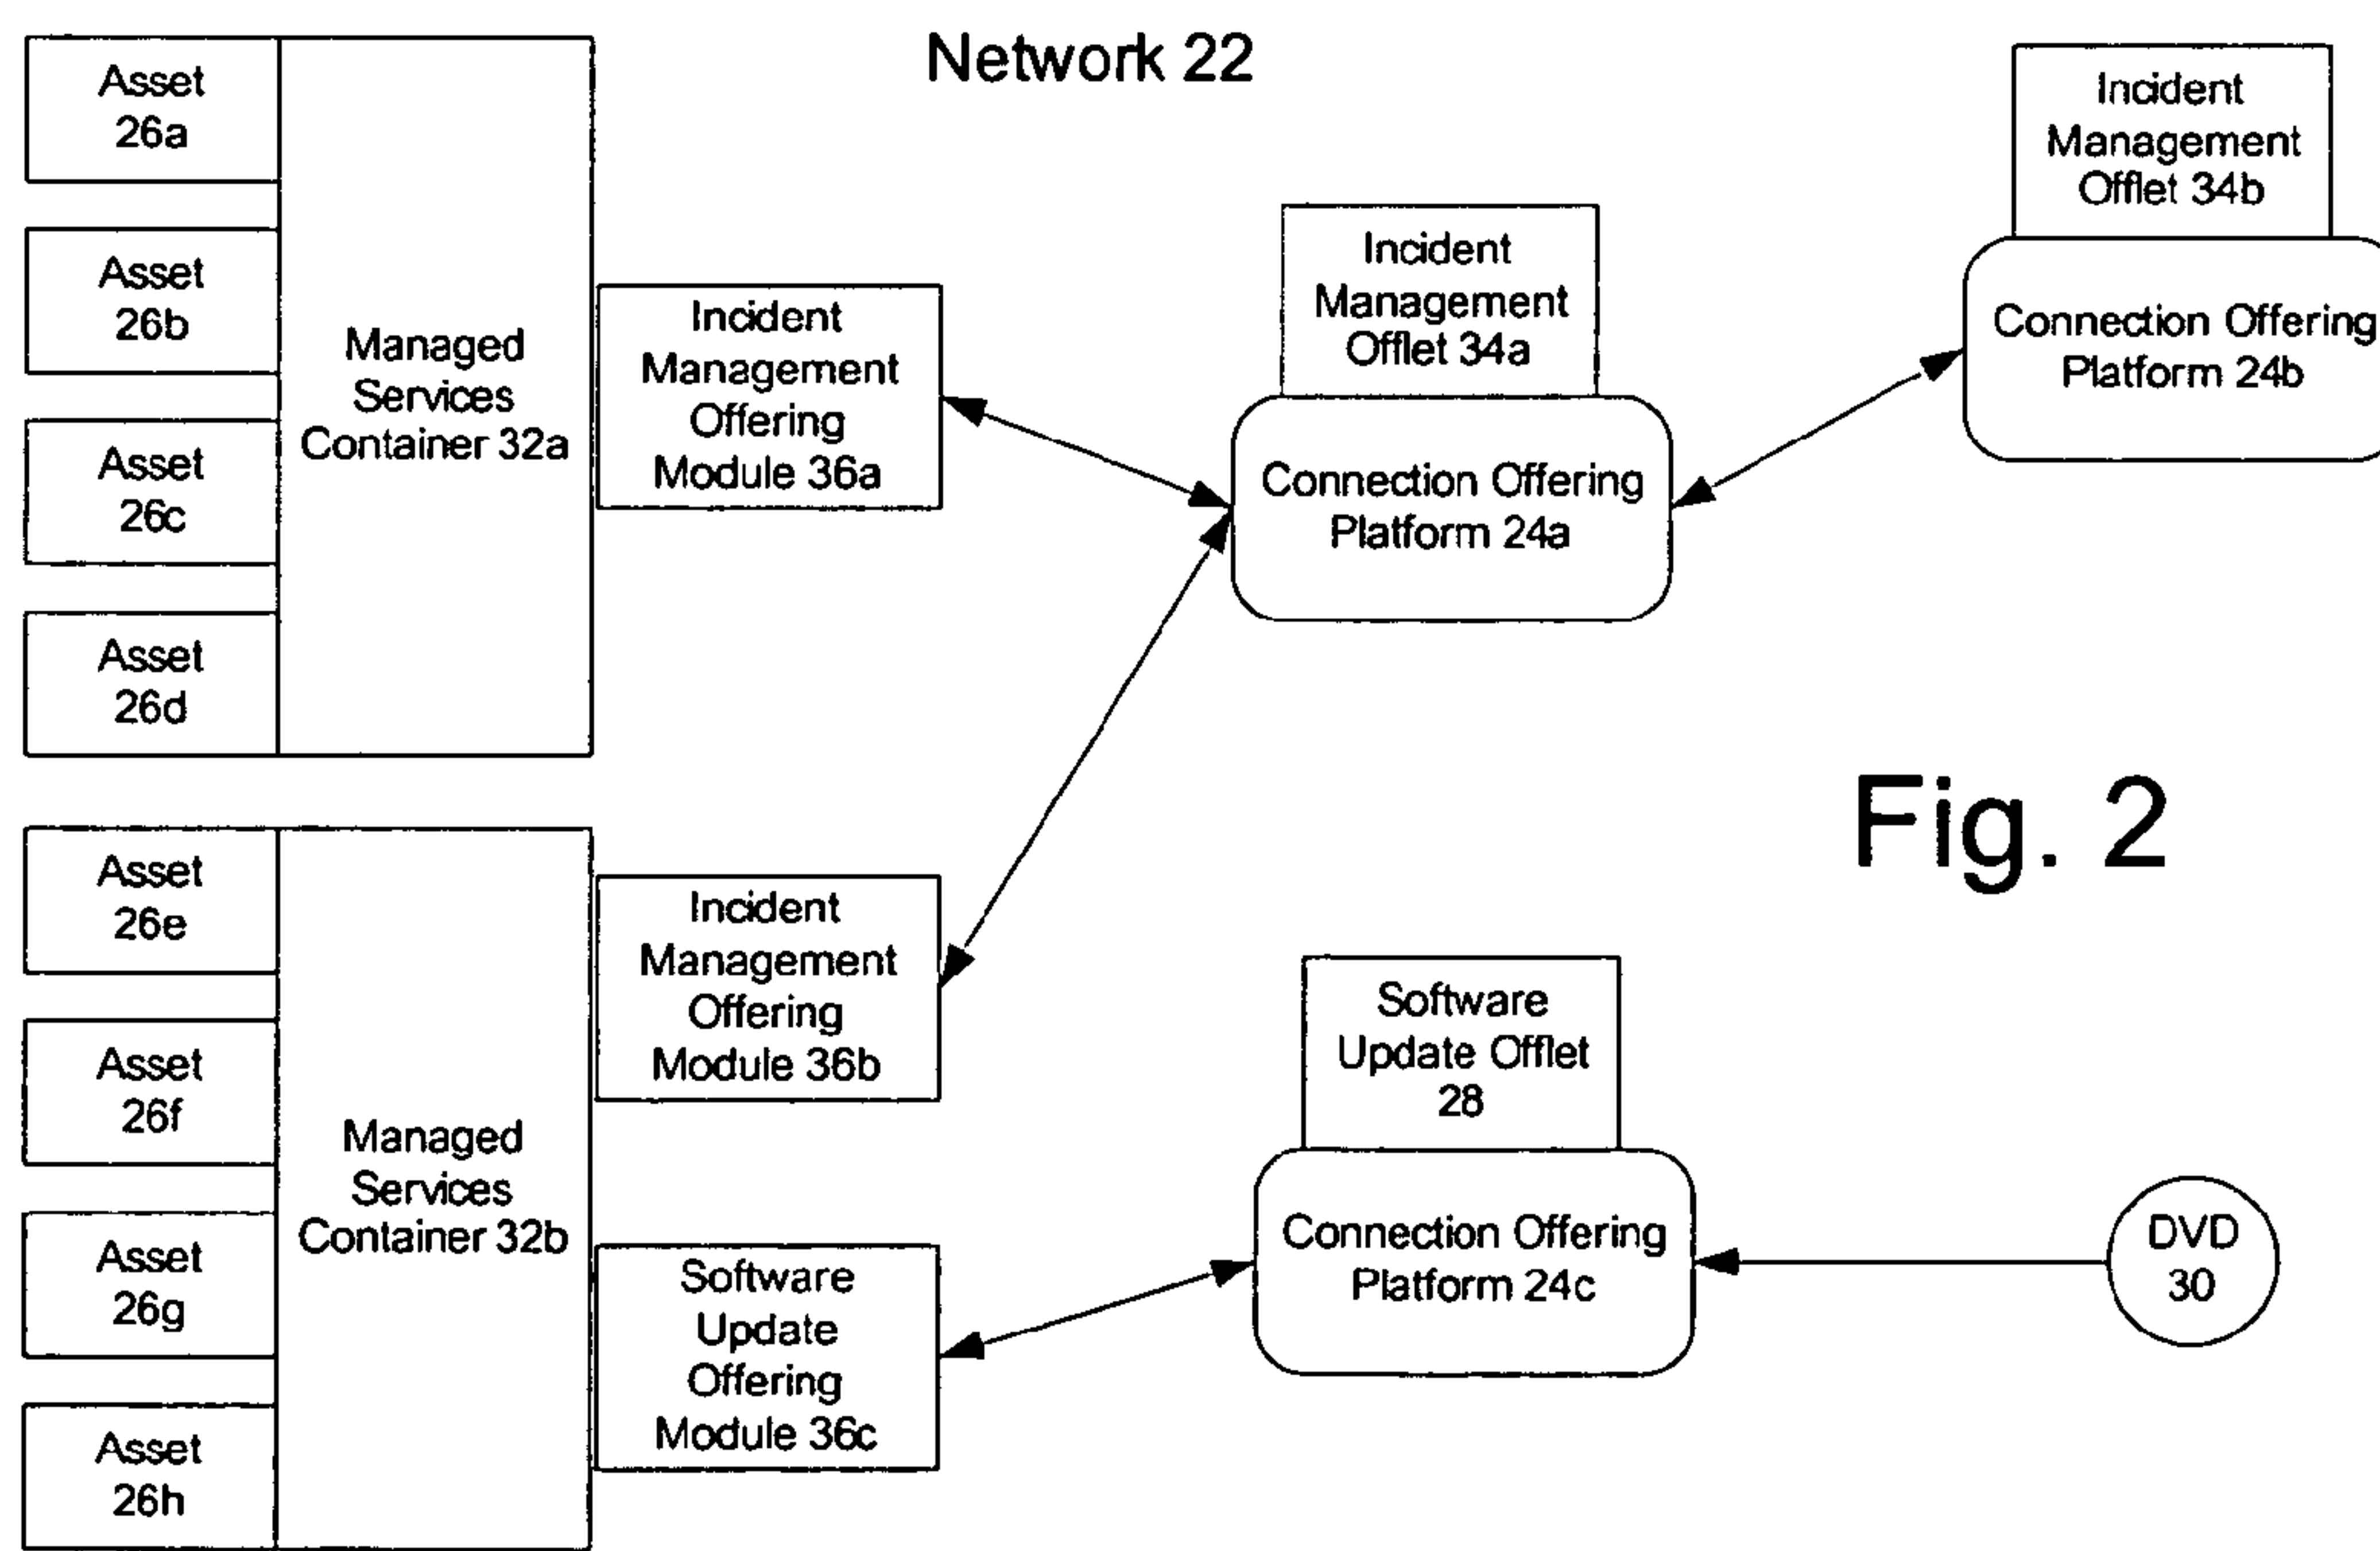 Network 22
Asset
26a
Asset
26b
Asset
26c
Asset
26d
Managed
Services
Container 32a
Incident
Management
Offering
Module 36a
Incident
Management
Offlet 34a
Connection Offering
Platform 24a
Incident
Management
Offlet 34b
Connection Offering
Platform 24b
Fig. 2
Asset
26e
Asset
26f
Asset
26g
Asset
26h
Managed
Services
Container 32b
Incident
Management
Offering
Module 36b
Software
Update
Offering
Module 36c
Software
Update Offlet
28
Connection Offering
Platform 24c
DVD
30